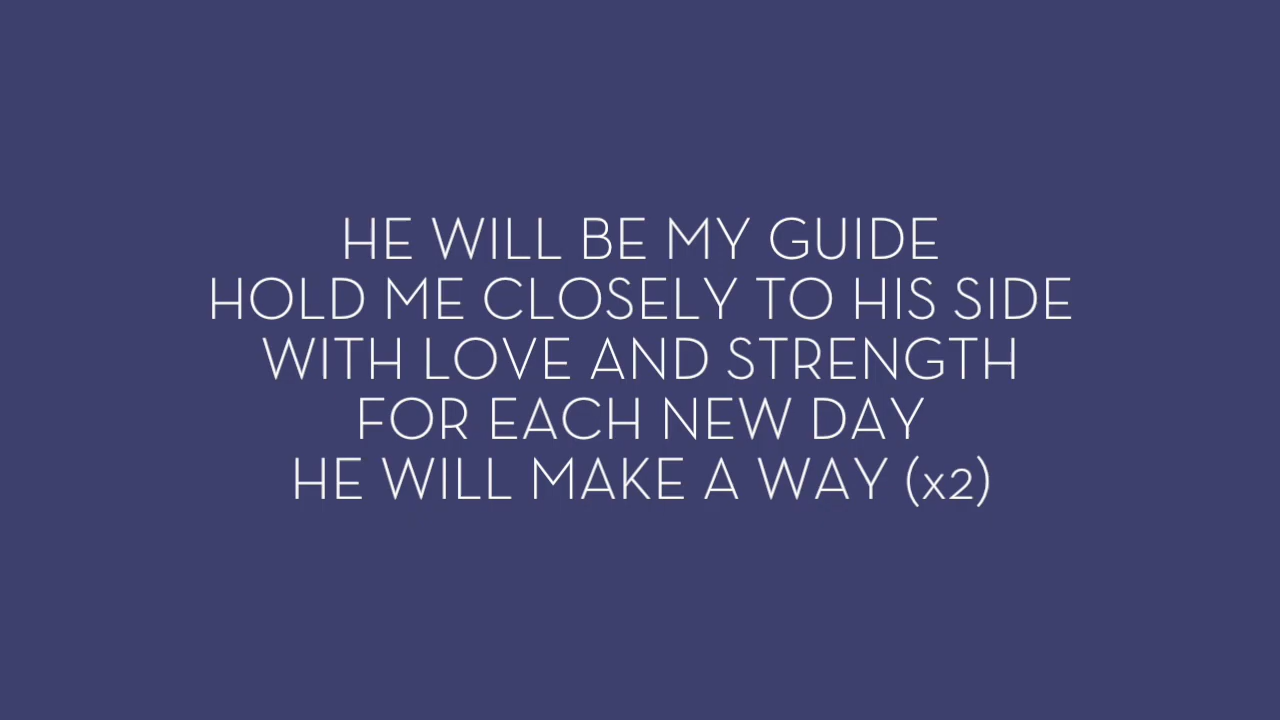 HE WILL BE MY GUIDE
HOLD ME CLOSELY TO HIS SIDE
WITH LOVE AND STRENGTH
FOR EACH NEW DAY
HE WILL MAKE A WAY (x2)